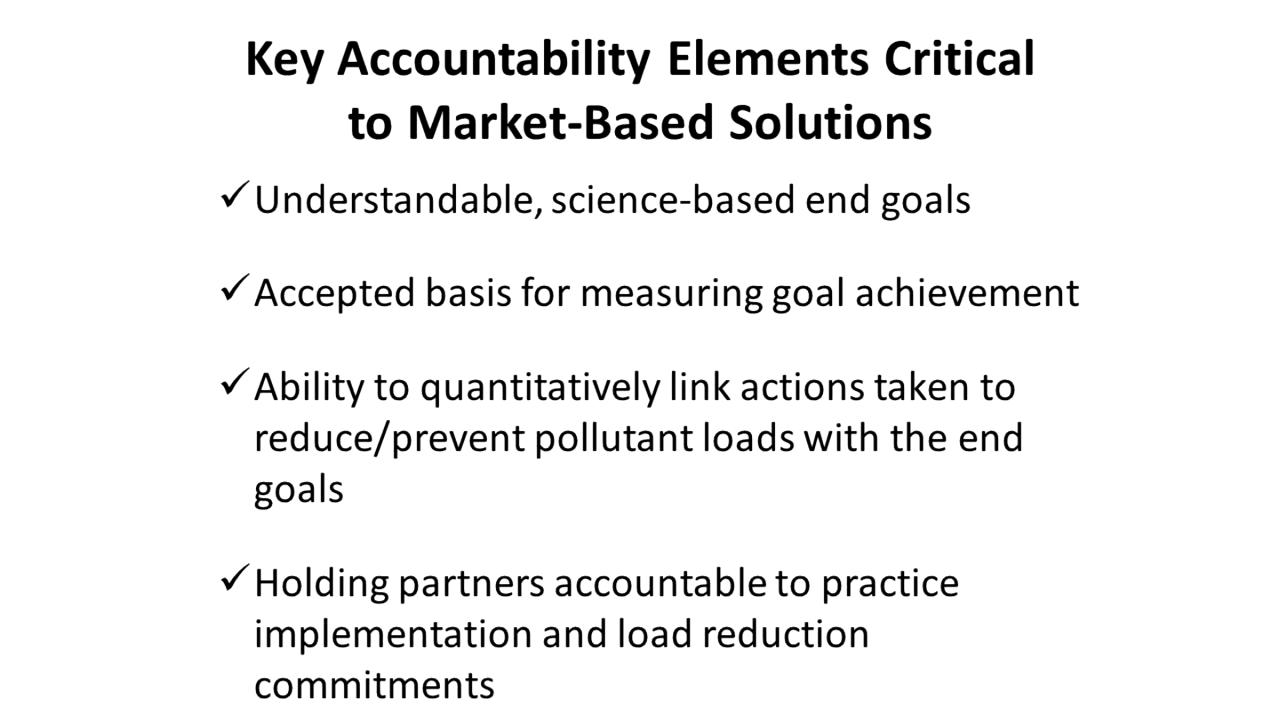 Key Accountability Elements Critical
to Market-Based Solutions
✓Understandable, science-based end goals
✓Accepted basis for measuring goal achievement
✓Ability to quantitatively link actions taken to
reduce/prevent pollutant loads with the end
goals
✓Holding partners accountable to practice
implementation and load reduction
commitments